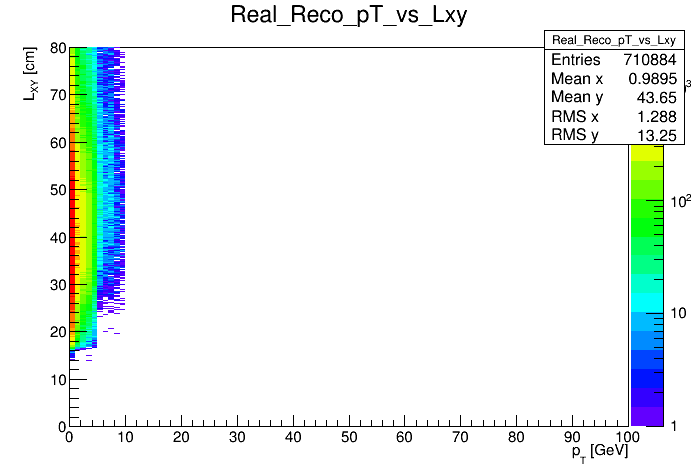 Real_Reco_pT_vs_Lxy
Real_Reco_pT_vs_Lxy
Entries 710884
Mean x 0.9895
Mean y 43.65
RMS x 1.288
RMS y 13.25
L_XY [cm]
80
70
60
50
40
30
20
10
0
0 10 20 30 40 50 60 70 80 90 100
p_T [GeV]
10²
10
1